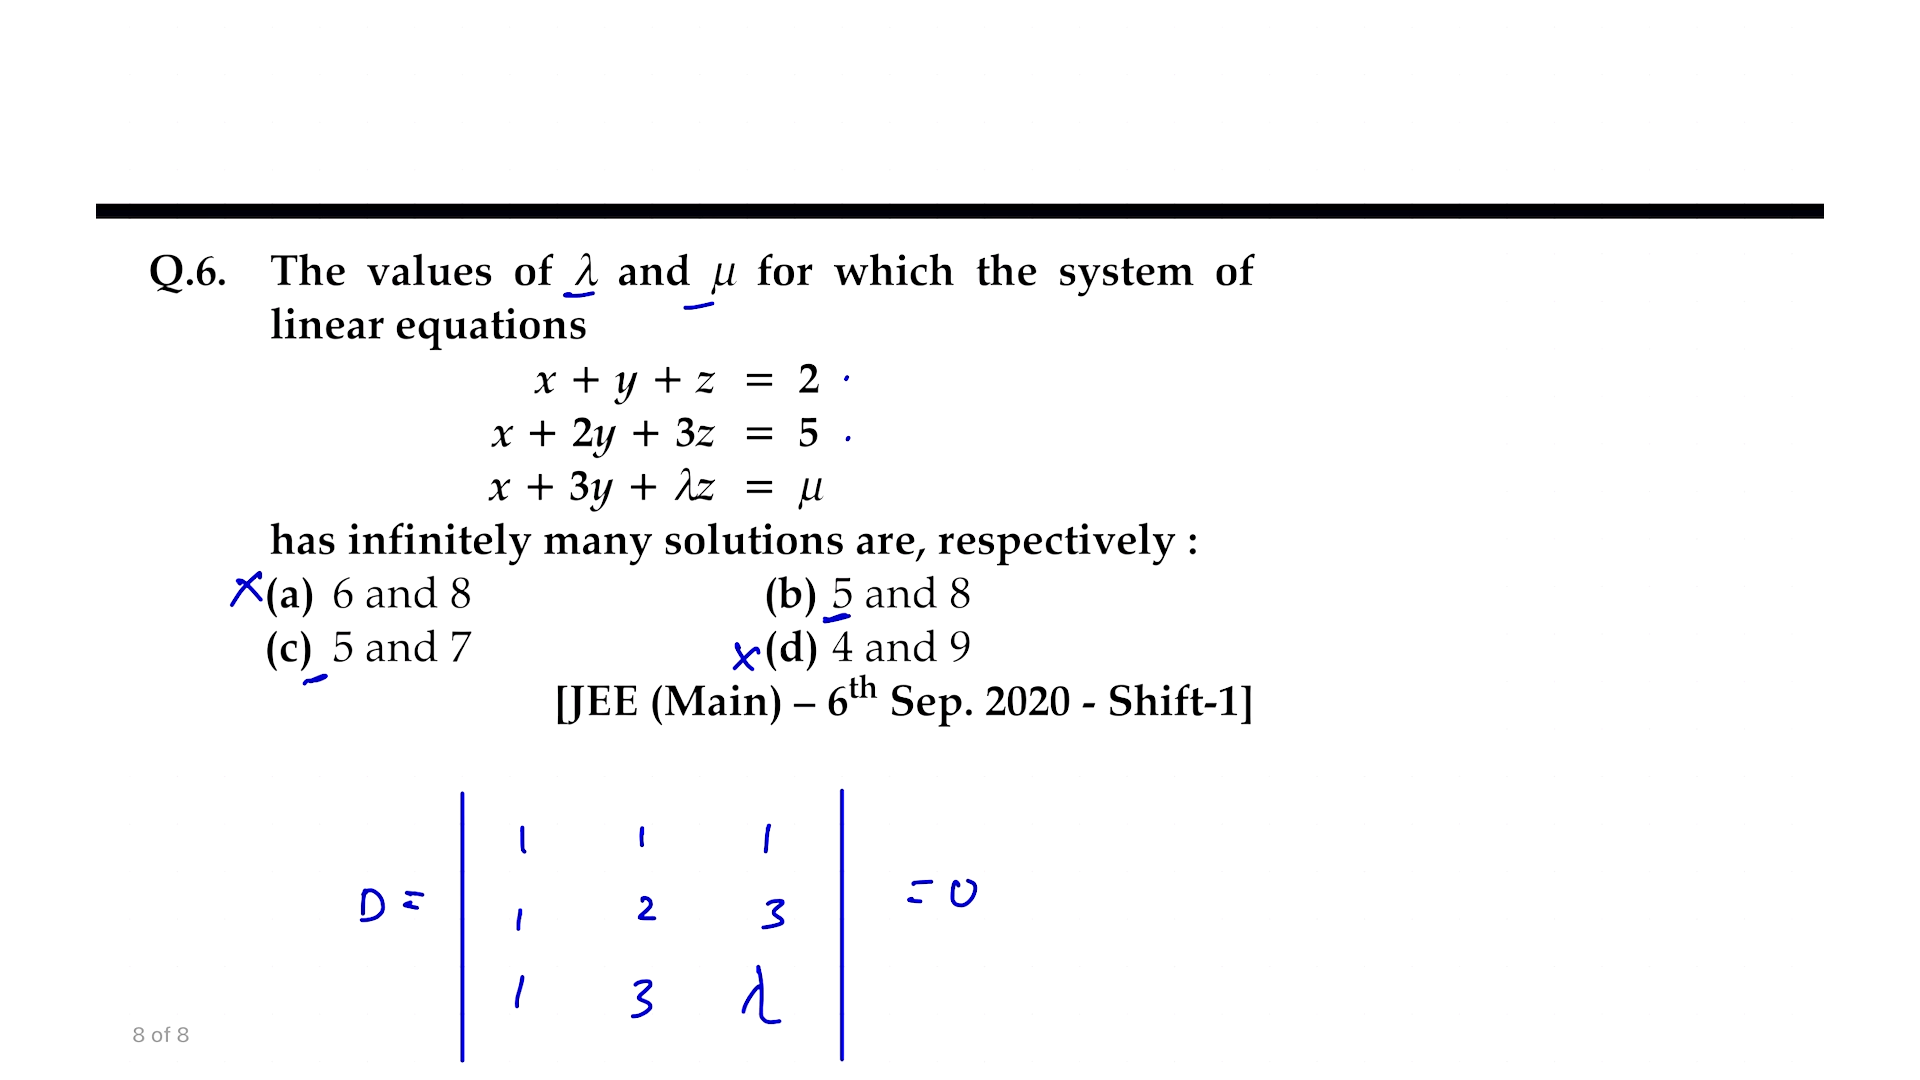 Q.6. The values of λ and μ for which the system of
linear equations
x + y + z = 2
x + 2y + 3z = 5
x + 3y + λz = μ
has infinitely many solutions are, respectively :
x (a) 6 and 8 (b) 5 and 8
(c) 5 and 7 x (d) 4 and 9
[JEE (Main) – 6th Sep. 2020 - Shift-1]
1 1 1
D = 1 2 3 = 0
1 3 λ
8 of 8